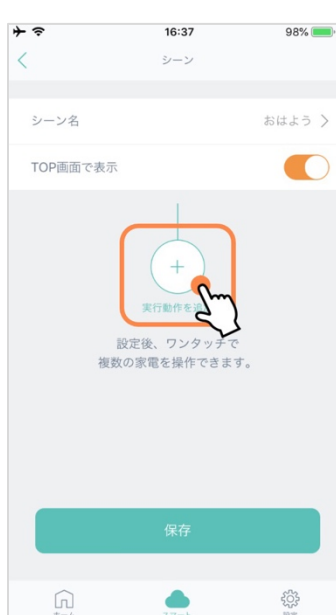 16:37
98%
シーン
シーン名
おはよう
TOP画面で表示
実行動作を追
設定後、ワンタッチで
複数の家電を操作できます。
保存